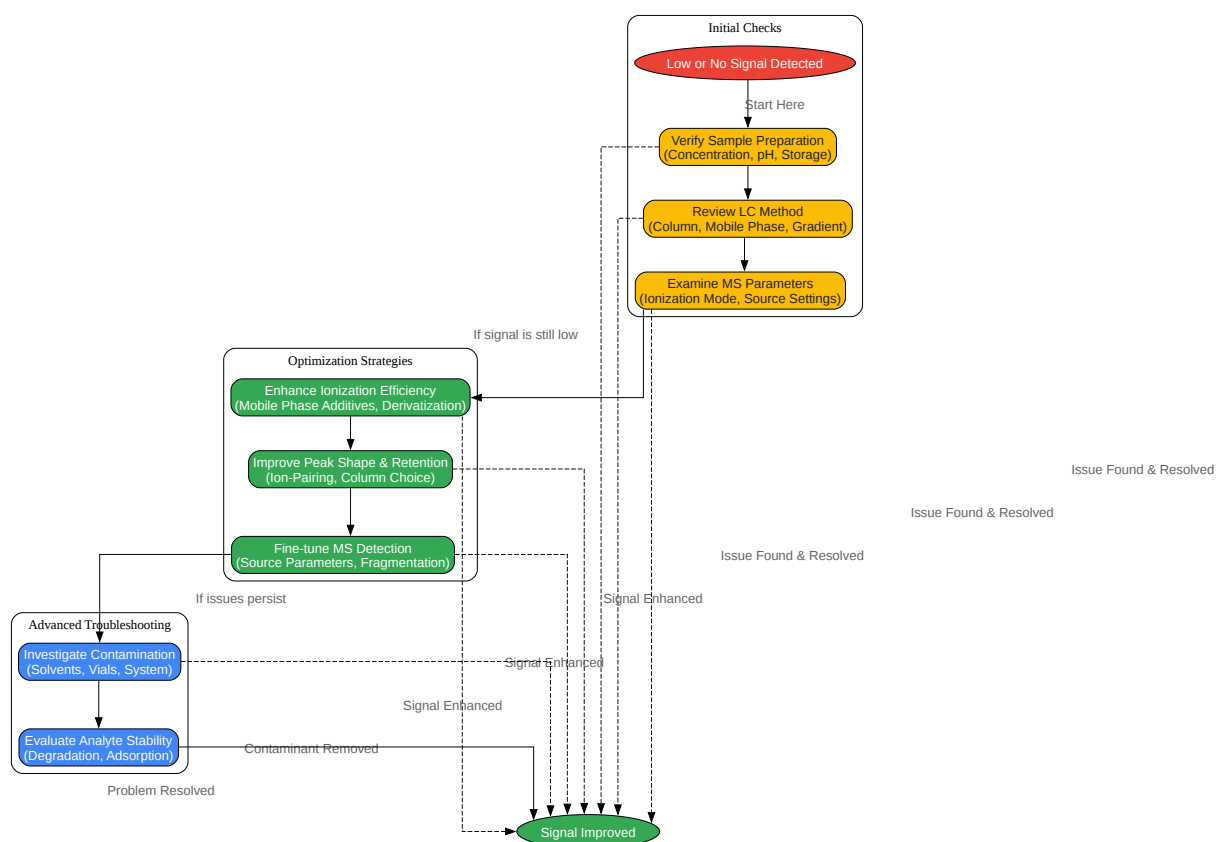 Initial Checks
Low or No Signal Detected
Start Here
Verify Sample Preparation
(Concentration, pH, Storage)
Review LC Method
(Column, Mobile Phase, Gradient)
Examine MS Parameters
(Ionization Mode, Source Settings)
If signal is still low
Optimization Strategies
Enhance Ionization Efficiency
(Mobile Phase Additives, Derivatization)
Improve Peak Shape & Retention
(Ion-Pairing, Column Choice)
Issue Found & Resolved
Issue Found & Resolved
Fine-tune MS Detection
(Source Parameters, Fragmentation)
Issue Found & Resolved
If issues persist
Signal Enhanced
Advanced Troubleshooting
Investigate Contamination
(Solvents, Vials, System)
Signal Enhanced
Signal Enhanced
Evaluate Analyte Stability
(Degradation, Adsorption)
Contaminant Removed
Problem Resolved
Signal Improved